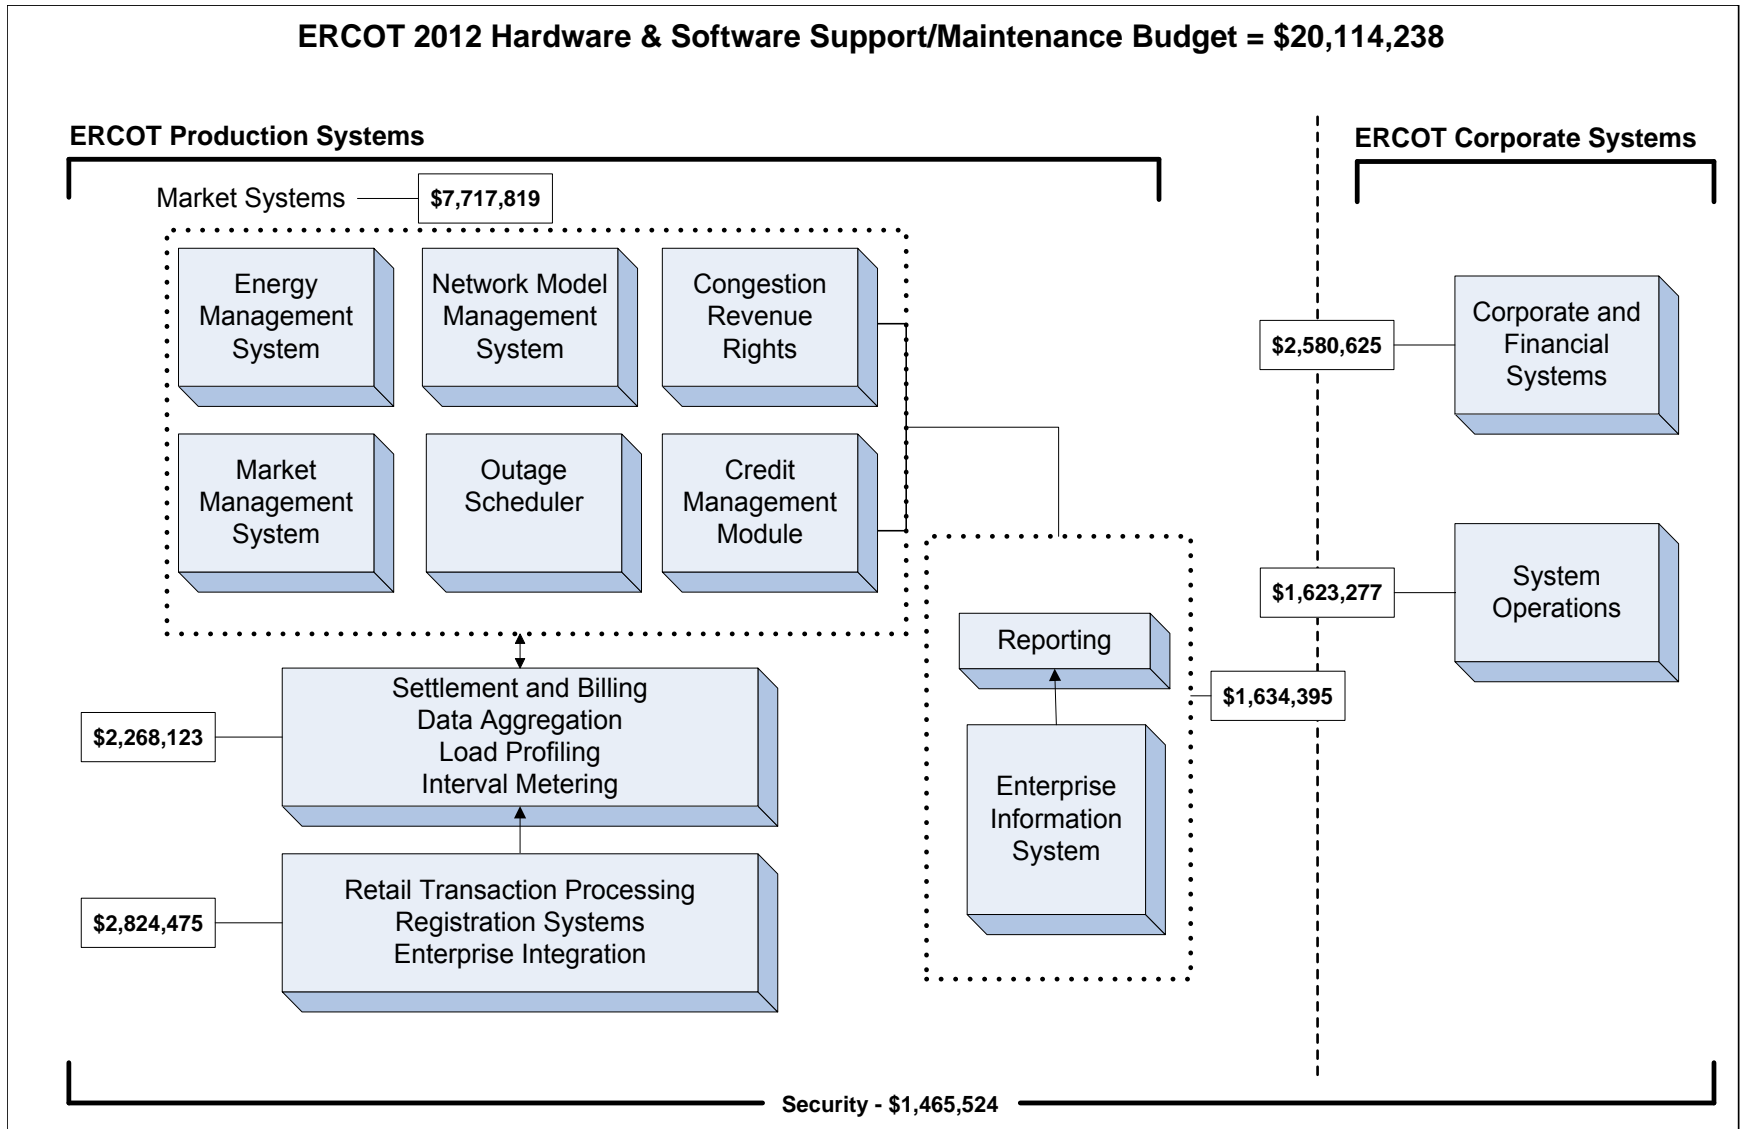 ERCOT 2012 Hardware & Software Support/Maintenance Budget = $20,114,238
ERCOT Production Systems
ERCOT Corporate Systems
Market Systems
$7,717,819
Energy
Management
System
Network Model
Management
System
Congestion
Revenue
Rights
Market
Management
System
Outage
Scheduler
Credit
Management
Module
$2,580,625
Corporate and
Financial
Systems
$1,623,277
System
Operations
Reporting
$1,634,395
Enterprise
Information
System
$2,268,123
Settlement and Billing
Data Aggregation
Load Profiling
Interval Metering
$2,824,475
Retail Transaction Processing
Registration Systems
Enterprise Integration
Security - $1,465,524